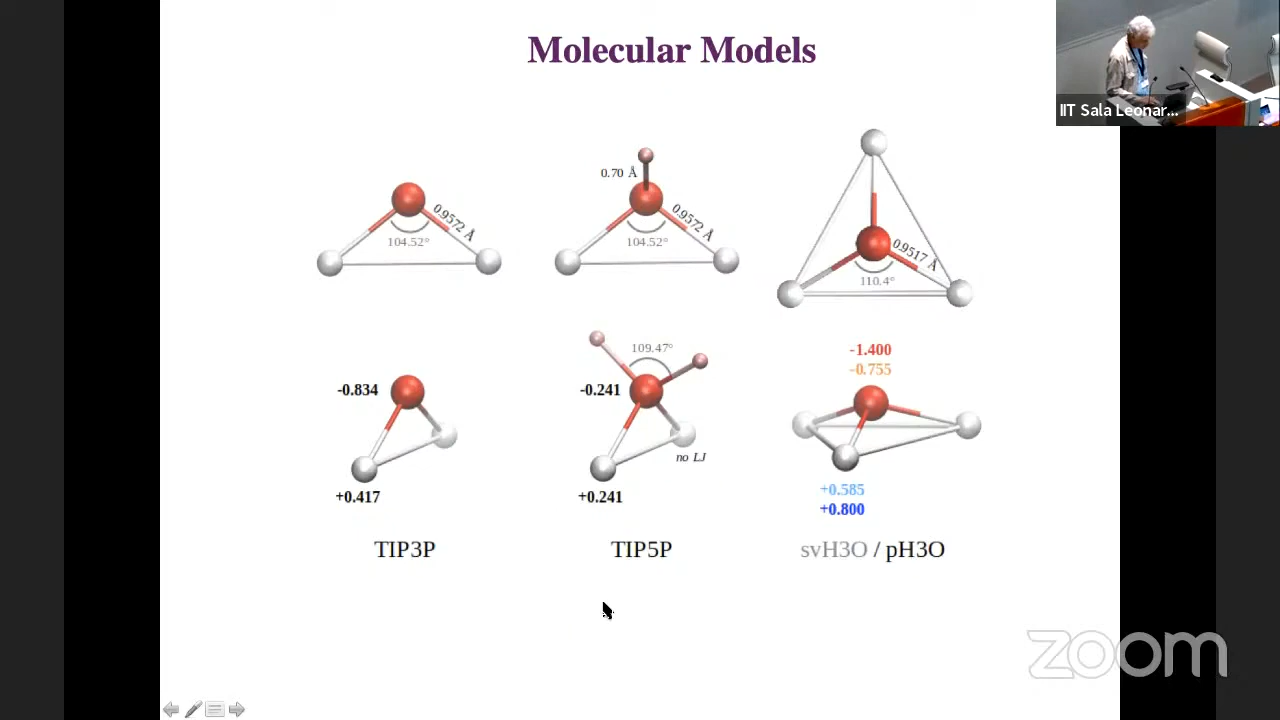 Molecular Models
IIT Sala Leonar...
0.70 Å
0.9572 Å
0.9572 Å
0.9517 Å
104.52°
104.52°
110.4°
109.47°
-1.400
-0.755
-0.834
-0.241
no LJ
+0.417
+0.241
+0.585
+0.800
TIP3P
TIP5P
svH3O / pH3O
zoom